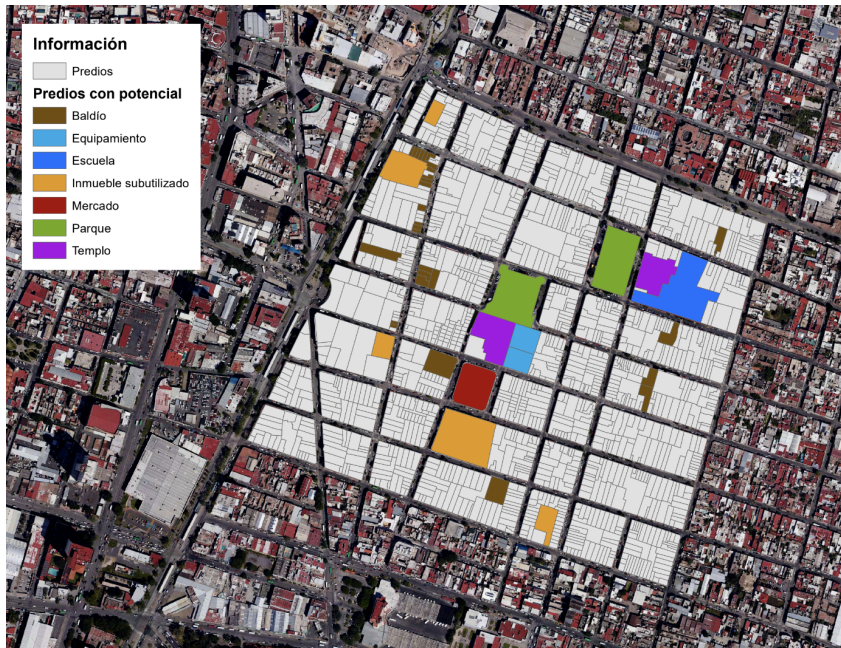 Información
Predios
Predios con potencial
Baldío
Equipamiento
Escuela
Inmueble subutilizado
Mercado
Parque
Templo